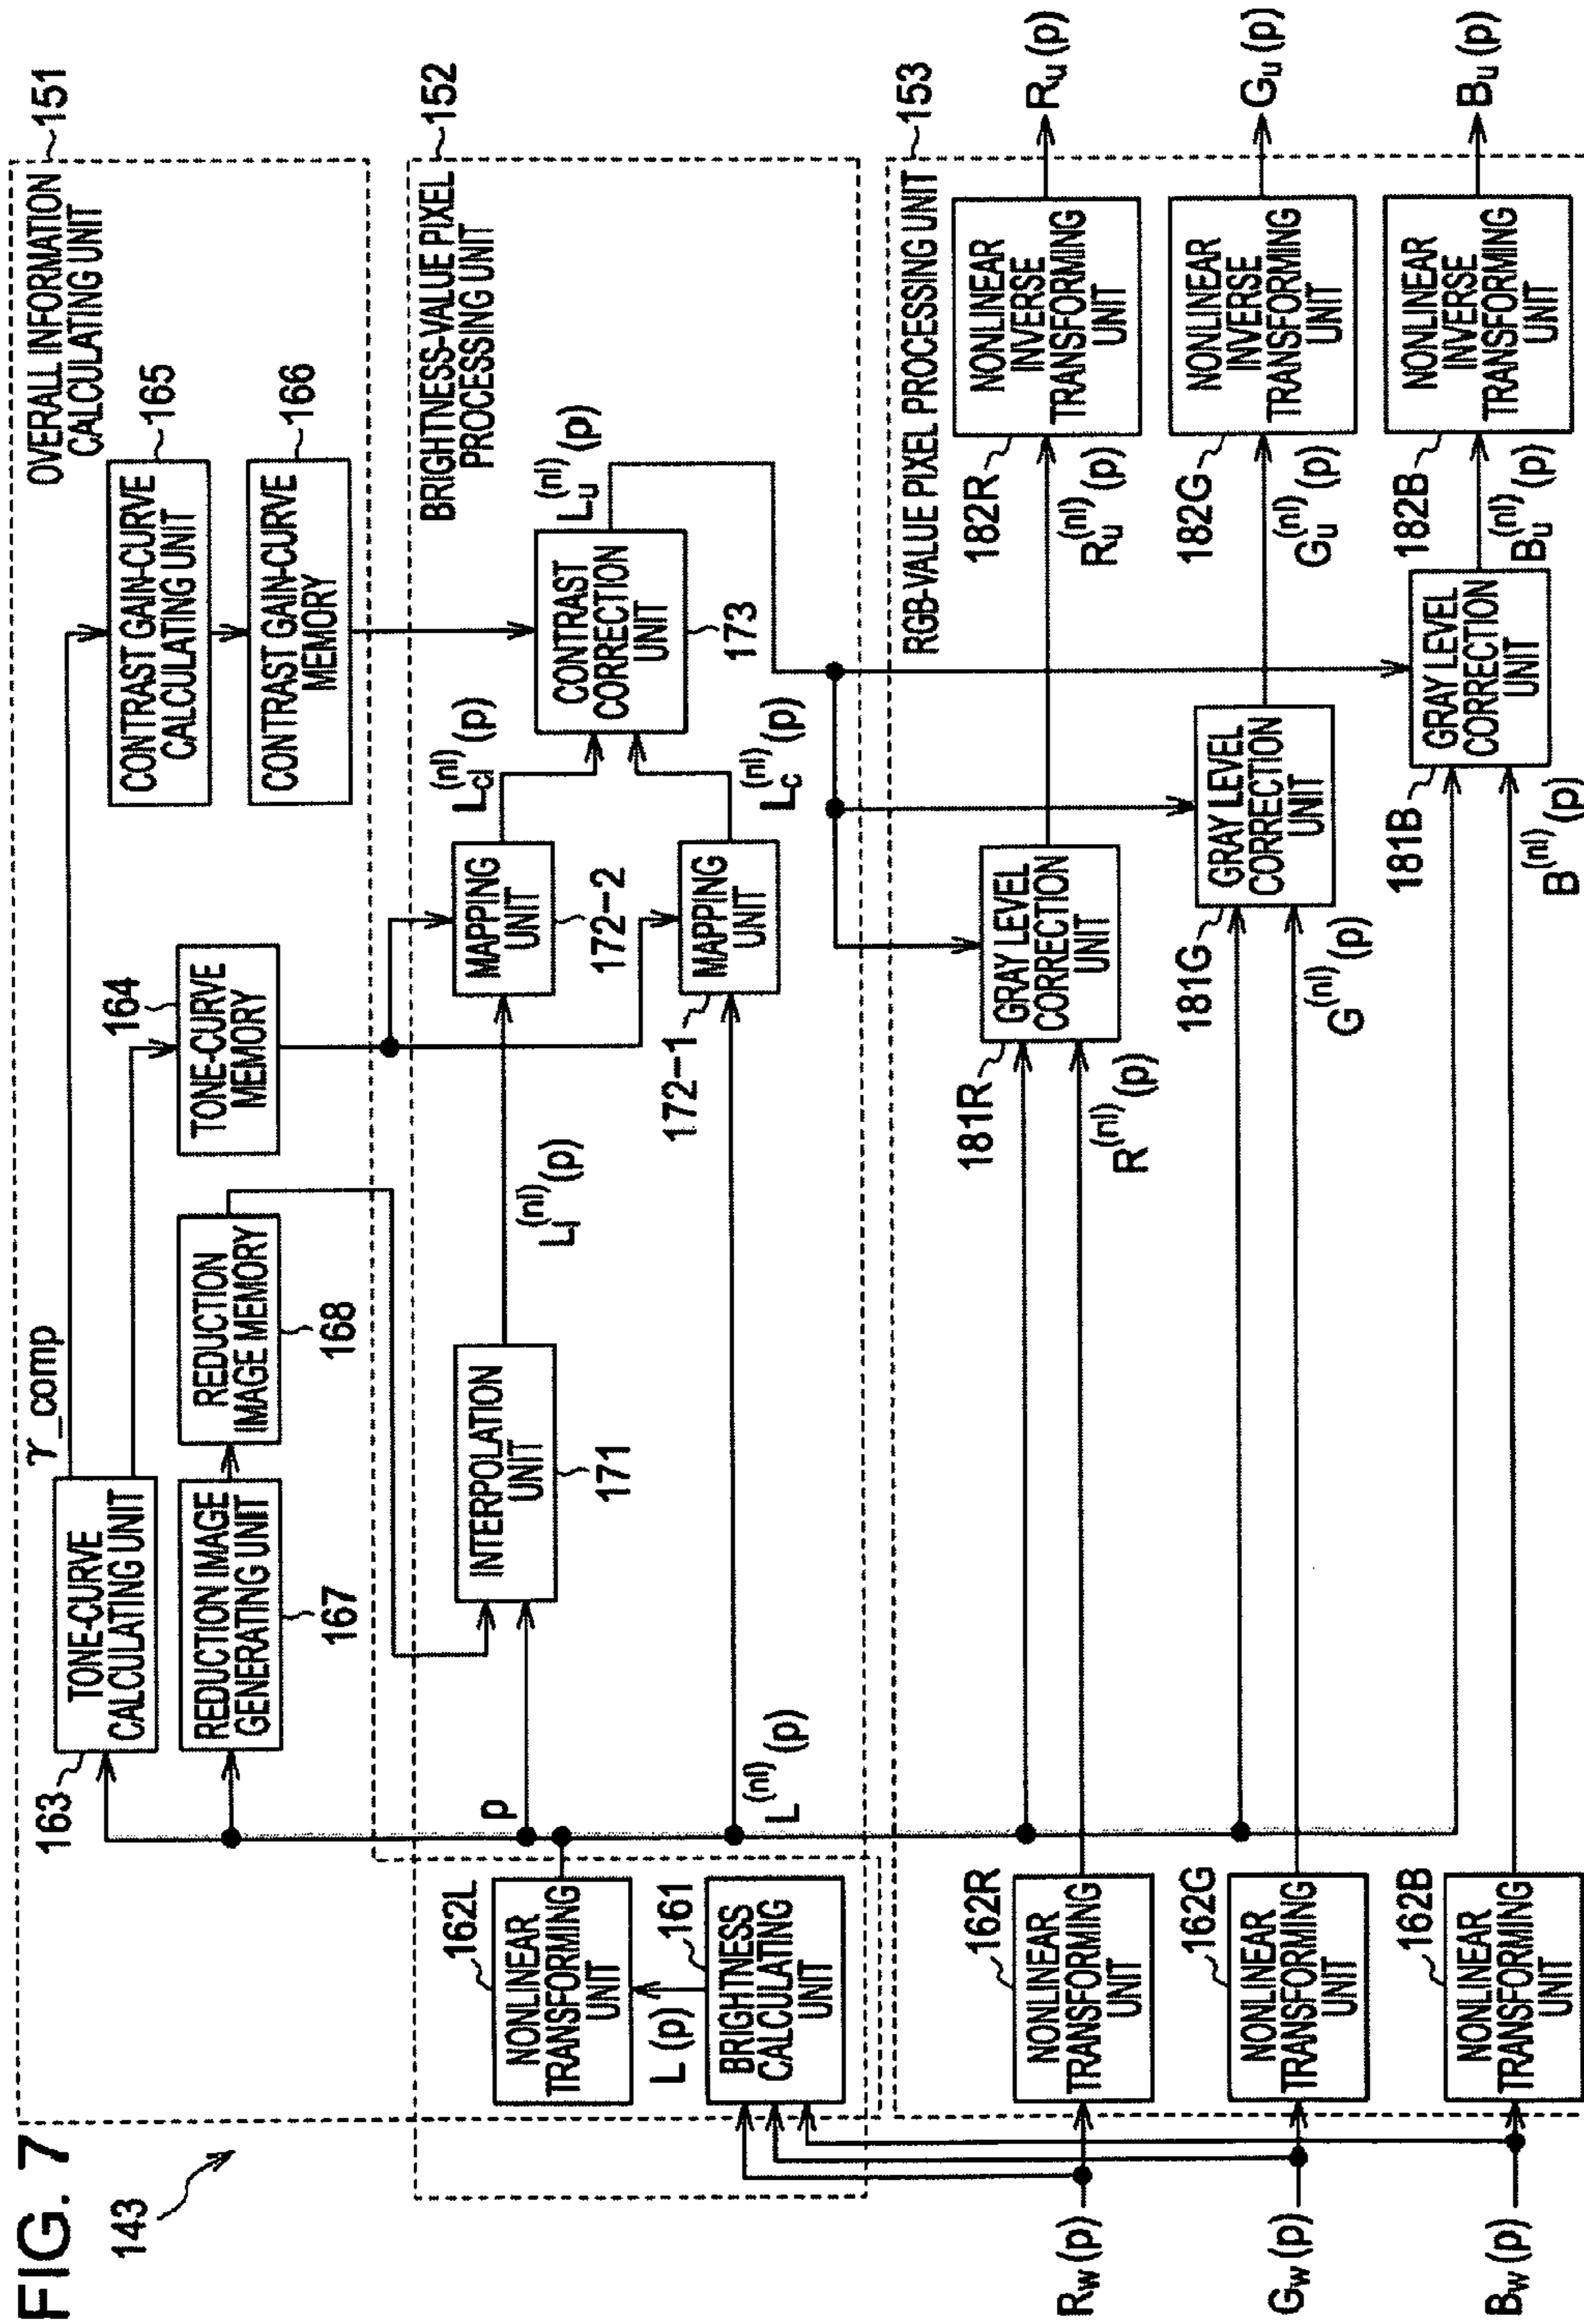 FIG. 7
143
OVERALL INFORMATION
CALCULATING UNIT
151
163
TONE-CURVE
CALCULATING UNIT
γ_comp
CONTRAST GAIN-CURVE
CALCULATING UNIT
165
CONTRAST GAIN-CURVE
MEMORY
166
164
TONE-CURVE
MEMORY
REDUCTION IMAGE
GENERATING UNIT
167
REDUCTION
IMAGE MEMORY
168
BRIGHTNESS-VALUE PIXEL
PROCESSING UNIT
152
162L
NONLINEAR
TRANSFORMING
UNIT
L (p)
161
BRIGHTNESS
CALCULATING
UNIT
p
INTERPOLATION
UNIT
171
Ll(nl) (p)
MAPPING
UNIT
172-2
Lcl(nl) (p)
L(nl) (p)
172-1
MAPPING
UNIT
Lc(nl) (p)
CONTRAST
CORRECTION
UNIT
173
Lu(nl) (p)
RGB-VALUE PIXEL PROCESSING UNIT
153
Rw (p)
162R
NONLINEAR
TRANSFORMING
UNIT
R(nl) (p)
181R
GRAY LEVEL
CORRECTION
UNIT
Ru(nl) (p)
182R
NONLINEAR
INVERSE
TRANSFORMING
UNIT
Ru (p)
Gw (p)
162G
NONLINEAR
TRANSFORMING
UNIT
G(nl) (p)
181G
GRAY LEVEL
CORRECTION
UNIT
Gu(nl) (p)
182G
NONLINEAR
INVERSE
TRANSFORMING
UNIT
Gu (p)
Bw (p)
162B
NONLINEAR
TRANSFORMING
UNIT
B(nl) (p)
181B
GRAY LEVEL
CORRECTION
UNIT
Bu(nl) (p)
182B
NONLINEAR
INVERSE
TRANSFORMING
UNIT
Bu (p)